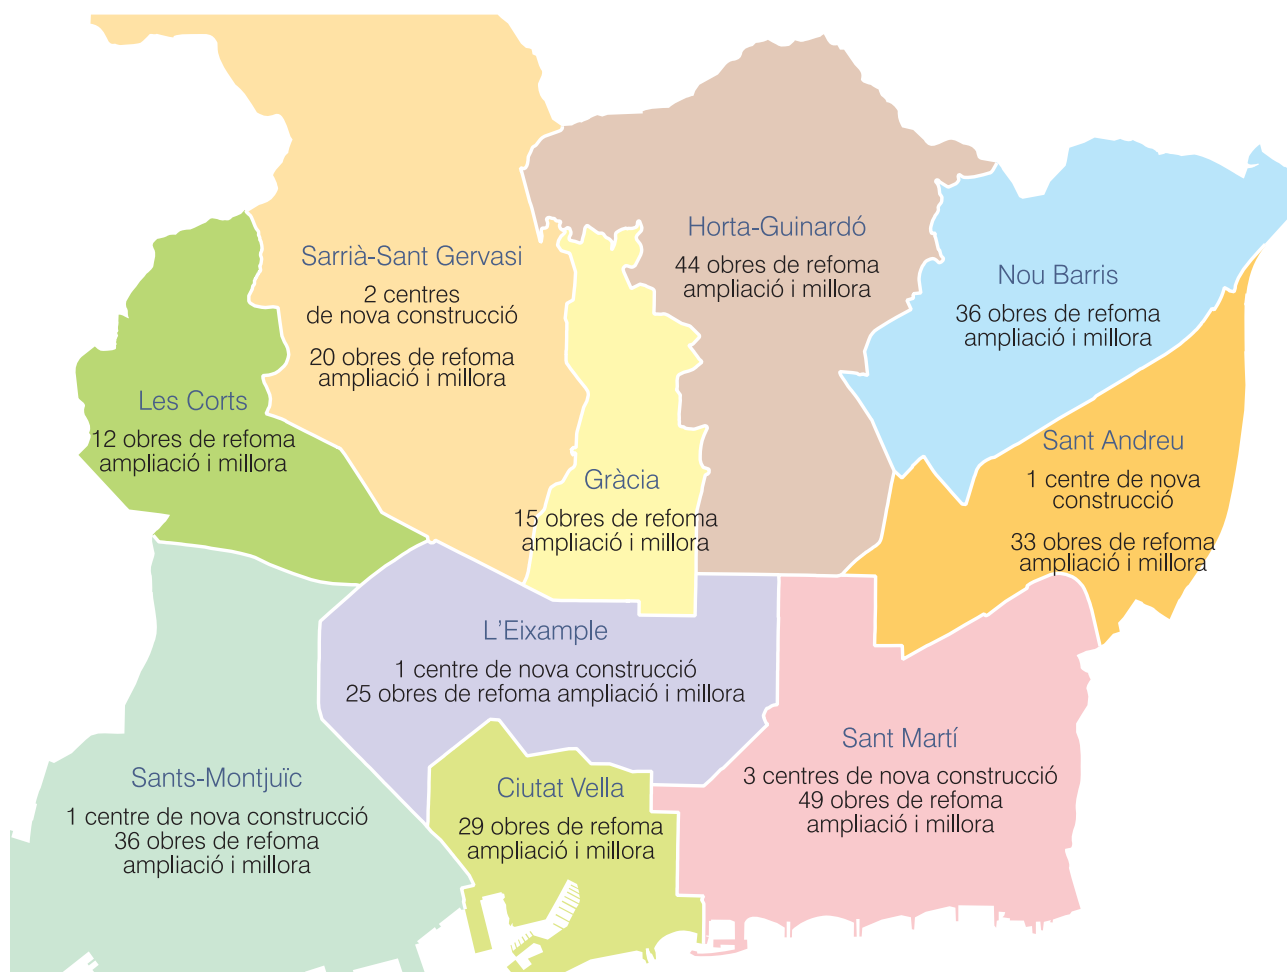 Horta-Guinardó
44 obres de refoma
ampliació i millora
Sarrià-Sant Gervasi
2 centres
de nova construcció
20 obres de refoma
ampliació i millora
Nou Barris
36 obres de refoma
ampliació i millora
Les Corts
12 obres de refoma
ampliació i millora
Sant Andreu
1 centre de nova
construcció
33 obres de refoma
ampliació i millora
Gràcia
15 obres de refoma
ampliació i millora
L'Eixample
1 centre de nova construcció
25 obres de refoma ampliació i millora
Sant Martí
3 centres de nova construcció
49 obres de refoma
ampliació i millora
Sants-Montjuïc
1 centre de nova construcció
36 obres de refoma
ampliació i millora
Ciutat Vella
29 obres de refoma
ampliació i millora